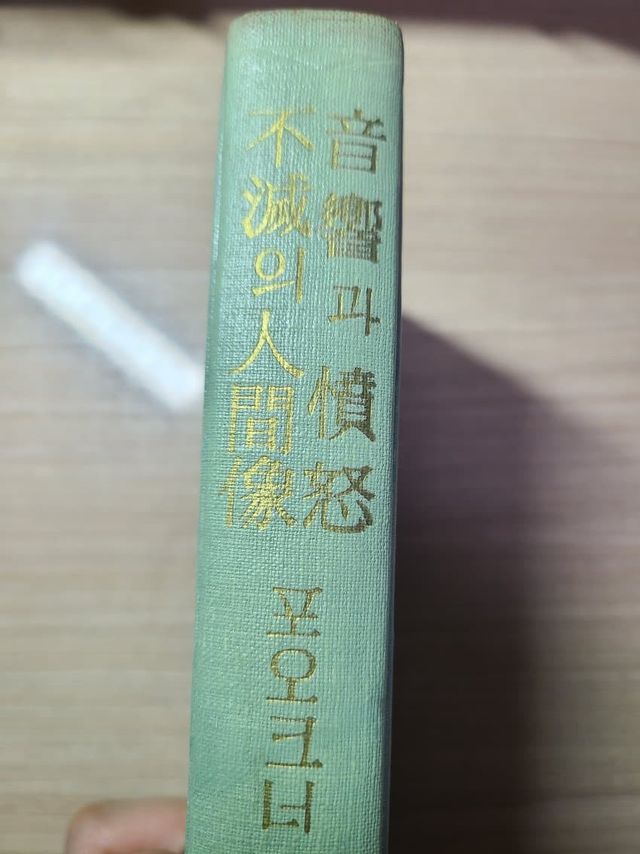 音響과 憤怒
不滅의 人間像
포오크너